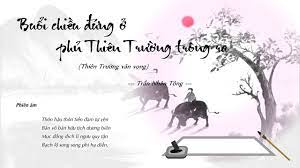 Buổi chiều đứng ở
phủ Thiên Trường trông ra
(Thiên Trường vãn vọng)
--- Trần Nhân Tông ---
Phiên âm
Thôn hậu thôn tiền đạm tự yên
Bán vô bán hữu tịch dương biên
Mục đồng địch lí ngưu quy tận
Bạch lộ song song phi hạ điền.